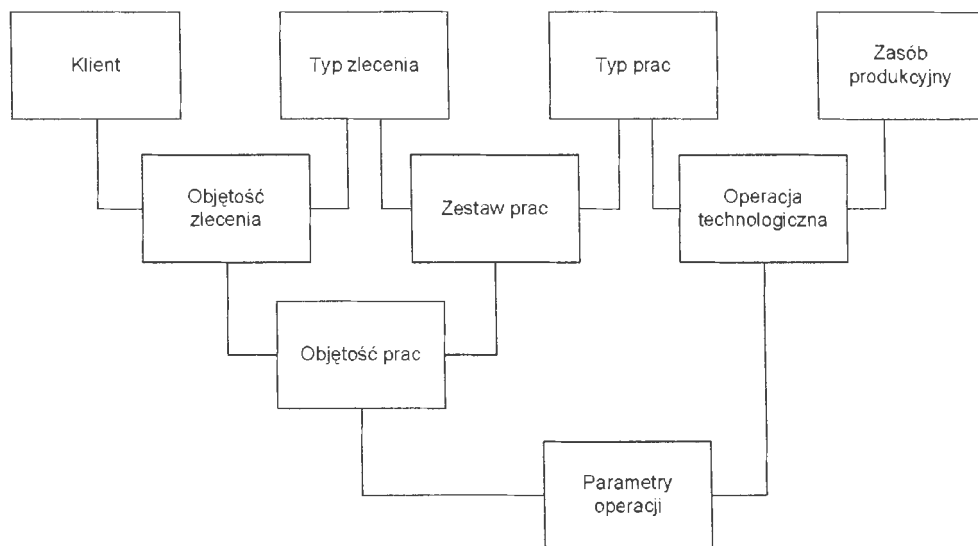 Klient
Typ zlecenia
Typ prac
Zasób
produkcyjny
Objętość
zlecenia
Zestaw prac
Operacja
technologiczna
Objętość prac
Parametry
operacji